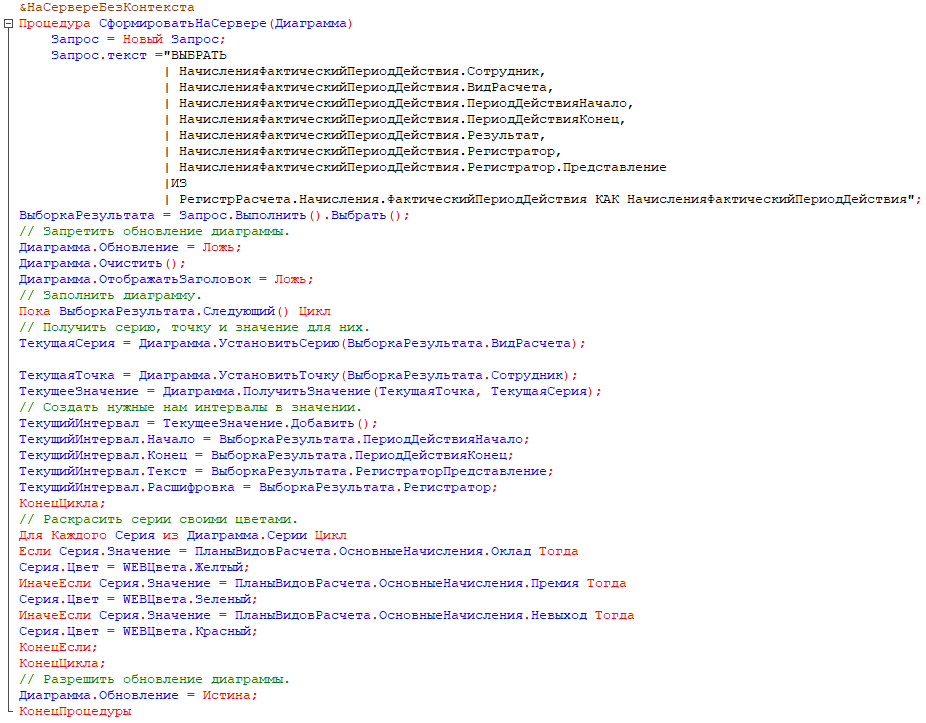 &НаСервереБезКонтекста
Процедура СформироватьНаСервере(Диаграмма)
Запрос = Новый Запрос;
Запрос.текст ="ВЫБРАТЬ
| НачисленияФактическийПериодДействия.Сотрудник,
| НачисленияФактическийПериодДействия.ВидРасчета,
| НачисленияФактическийПериодДействия.ПериодДействияНачало,
| НачисленияФактическийПериодДействия.ПериодДействияКонец,
| НачисленияФактическийПериодДействия.Результат,
| НачисленияФактическийПериодДействия.Регистратор,
| НачисленияФактическийПериодДействия.Регистратор.Представление
|ИЗ
| РегистрРасчета.Начисления.ФактическийПериодДействия КАК НачисленияФактическийПериодДействия";
ВыборкаРезультата = Запрос.Выполнить().Выбрать();
// Запретить обновление диаграммы.
Диаграмма.Обновление = Ложь;
Диаграмма.Очистить();
Диаграмма.ОтображатьЗаголовок = Ложь;
// Заполнить диаграмму.
Пока ВыборкаРезультата.Следующий() Цикл
// Получить серию, точку и значение для них.
ТекущаяСерия = Диаграмма.УстановитьСерию(ВыборкаРезультата.ВидРасчета);
ТекущаяТочка = Диаграмма.УстановитьТочку(ВыборкаРезультата.Сотрудник);
ТекущееЗначение = Диаграмма.ПолучитьЗначение(ТекущаяТочка, ТекущаяСерия);
// Создать нужные нам интервалы в значении.
ТекущийИнтервал = ТекущееЗначение.Добавить();
ТекущийИнтервал.Начало = ВыборкаРезультата.ПериодДействияНачало;
ТекущийИнтервал.Конец = ВыборкаРезультата.ПериодДействияКонец;
ТекущийИнтервал.Текст = ВыборкаРезультата.РегистраторПредставление;
ТекущийИнтервал.Расшифровка = ВыборкаРезультата.Регистратор;
КонецЦикла;
// Раскрасить серии своими цветами.
Для Каждого Серия из Диаграмма.Серии Цикл
Если Серия.Значение = ПланыВидовРасчета.ОсновныеНачисления.Оклад Тогда
Серия.Цвет = WEBЦвета.Желтый;
ИначеЕсли Серия.Значение = ПланыВидовРасчета.ОсновныеНачисления.Премия Тогда
Серия.Цвет = WEBЦвета.Зеленый;
ИначеЕсли Серия.Значение = ПланыВидовРасчета.ОсновныеНачисления.Невыход Тогда
Серия.Цвет = WEBЦвета.Красный;
КонецЕсли;
КонецЦикла;
// Разрешить обновление диаграммы.
Диаграмма.Обновление = Истина;
КонецПроцедуры